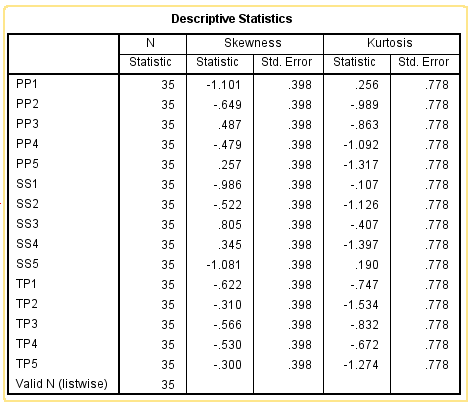 Descriptive Statistics
N Skewness Kurtosis
Statistic Statistic Std. Error Statistic Std. Error
PP1 35 -1.101 .398 .256 .778
PP2 35 -.649 .398 -.989 .778
PP3 35 .487 .398 -.863 .778
PP4 35 -.479 .398 -1.092 .778
PP5 35 .257 .398 -1.317 .778
SS1 35 -.986 .398 -.107 .778
SS2 35 -.522 .398 -1.126 .778
SS3 35 .805 .398 -.407 .778
SS4 35 .345 .398 -1.397 .778
SS5 35 -1.081 .398 .190 .778
TP1 35 -.622 .398 -.747 .778
TP2 35 -.310 .398 -1.534 .778
TP3 35 -.566 .398 -.832 .778
TP4 35 -.530 .398 -.672 .778
TP5 35 -.300 .398 -1.274 .778
Valid N (listwise) 35